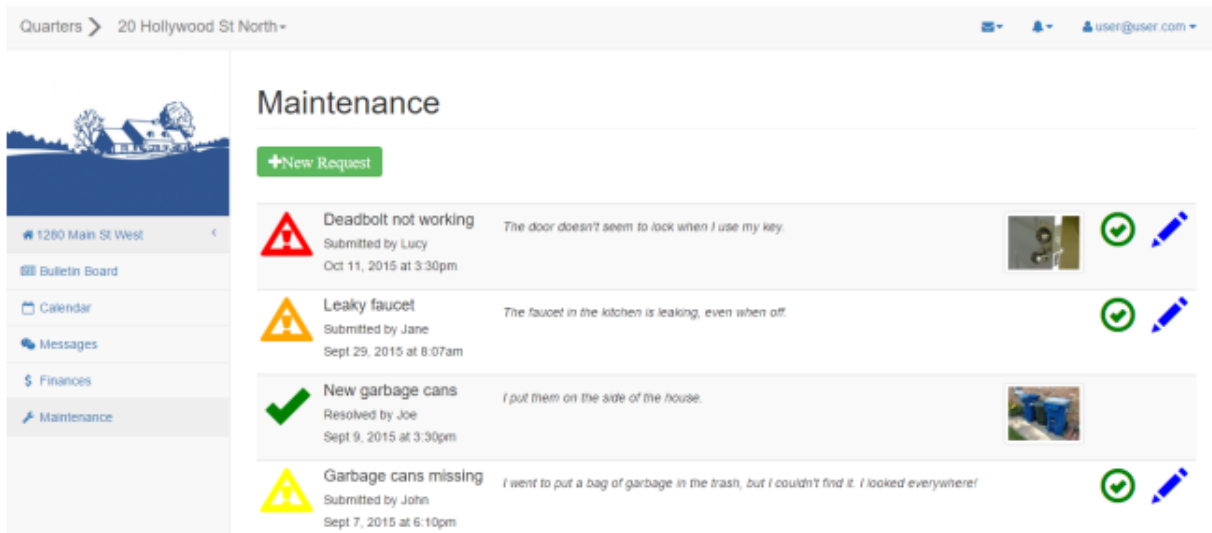 Quarters
20 Hollywood St North
user@user.com
Maintenance
New Request
1280 Main St West
Bulletin Board
Calendar
Messages
$ Finances
Maintenance
Deadbolt not working
Submitted by Lucy
Oct 11, 2015 at 3:30pm
The door doesn't seem to lock when I use my key.
Leaky faucet
Submitted by Jane
Sept 29, 2015 at 8:07am
The faucet in the kitchen is leaking, even when off.
New garbage cans
Resolved by Joe
Sept 9, 2015 at 3:30pm
I put them on the side of the house.
Garbage cans missing
Submitted by John
Sept 7, 2015 at 6:10pm
I went to put a bag of garbage in the trash, but I couldn't find it. I looked everywhere!